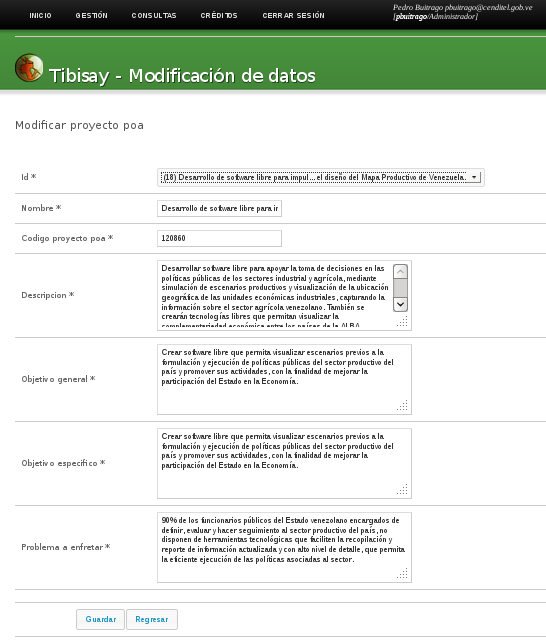 INICIO GESTIÓN CONSULTAS CRÉDITOS CERRAR SESIÓN
Pedro Buitrago pbuitrago@cenditel.gob.ve
[pbuitrago/Administrador]
Tibisay - Modificación de datos
Modificar proyecto poa
Id *
(18) Desarrollo de software libre para impul...el diseño del Mapa Productivo de Venezuela.
Nombre *
Desarrollo de software libre para ir
Codigo proyecto poa *
120860
Descripcion *
Desarrollar software libre para apoyar la toma de decisiones en las
políticas públicas de los sectores industrial y agrícola, mediante
simulación de escenarios productivos y visualización de la ubicación
geográfica de las unidades económicas industriales, capturando la
información sobre el sector agrícola venezolano. También se
crearán tecnologías libres que permitan visualizar la
complementariedad económica entre los países de la ALBA
Objetivo general *
Crear software libre que permita visualizar escenarios previos a la
formulación y ejecución de políticas públicas del sector productivo del
país y promover sus actividades, con la finalidad de mejorar la
participación del Estado en la Economía.
Objetivo especifico *
Crear software libre que permita visualizar escenarios previos a la
formulación y ejecución de políticas públicas del sector productivo del
país y promover sus actividades, con la finalidad de mejorar la
participación del Estado en la Economía.
Problema a enfretar *
90% de los funcionarios públicos del Estado venezolano encargados de
definir, evaluar y hacer seguimiento al sector productivo del país, no
disponen de herramientas tecnológicas que faciliten la recopilación y
reporte de información actualizada y con alto nivel de detalle, que permita
la eficiente ejecución de las políticas asociadas al sector.
Guardar Regresar